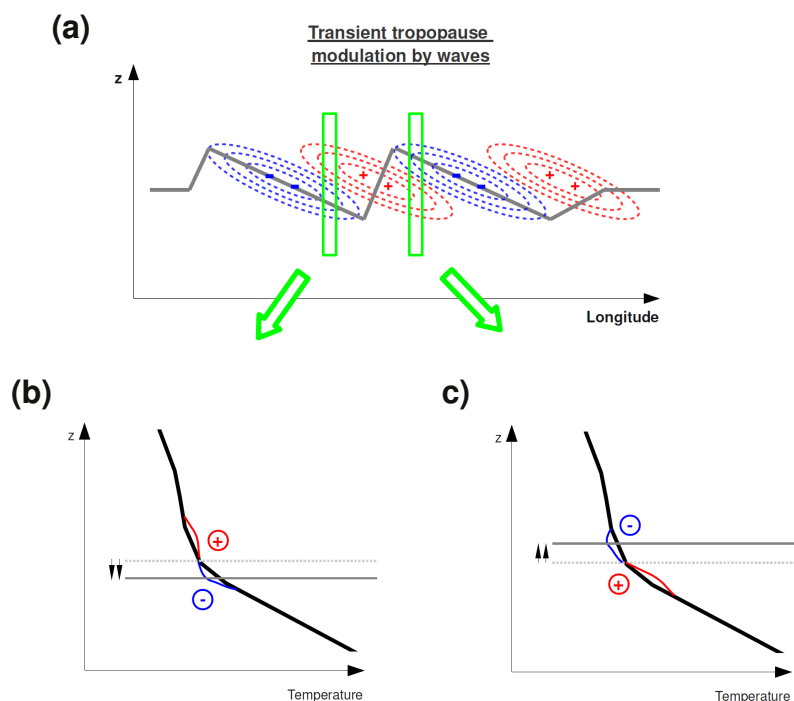 (a)
Transient tropopause
modulation by waves
z
- - + + - - + +
Longitude
(b)
z
+
-
Temperature
(c)
z
-
+
Temperature